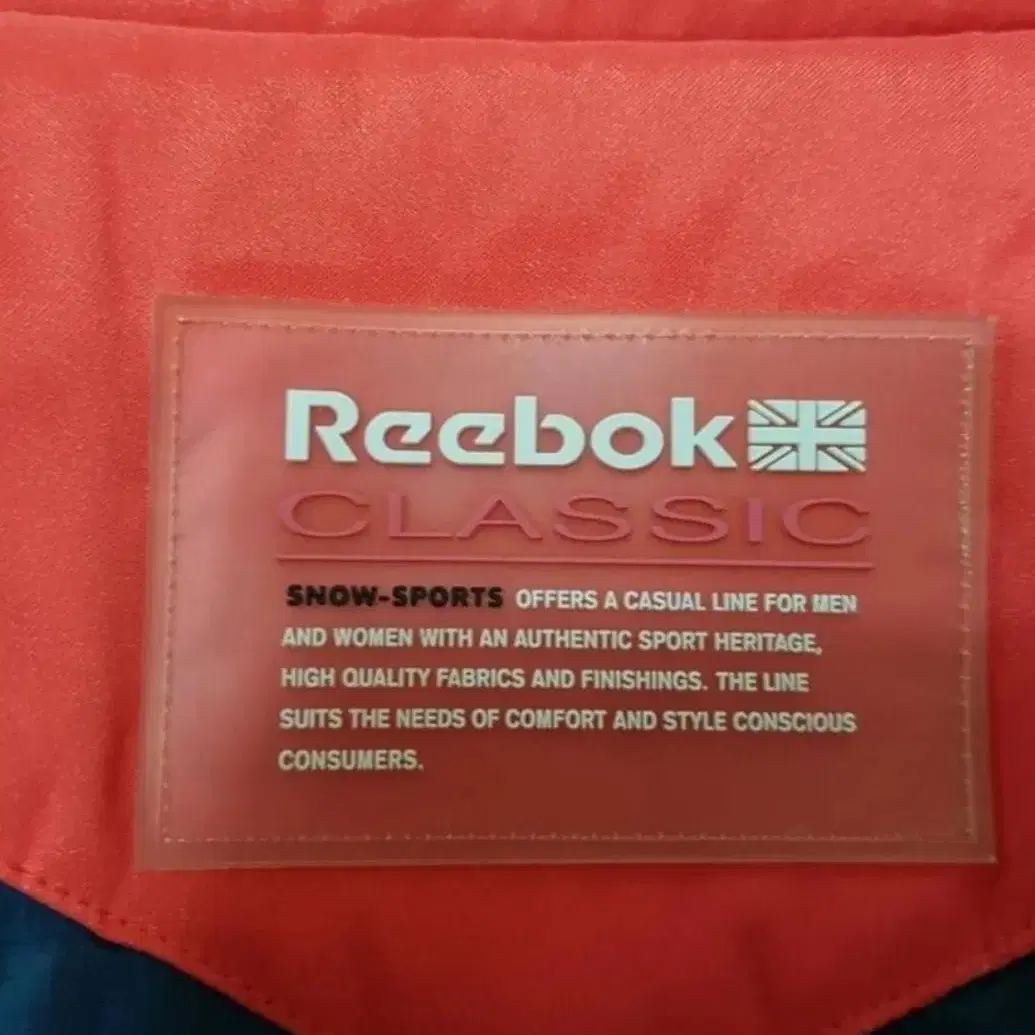 Reebok
CLASSIC
SNOW-SPORTS OFFERS A CASUAL LINE FOR MEN
AND WOMEN WITH AN AUTHENTIC SPORT HERITAGE,
HIGH QUALITY FABRICS AND FINISHINGS. THE LINE
SUITS THE NEEDS OF COMFORT AND STYLE CONSCIOUS
CONSUMERS.